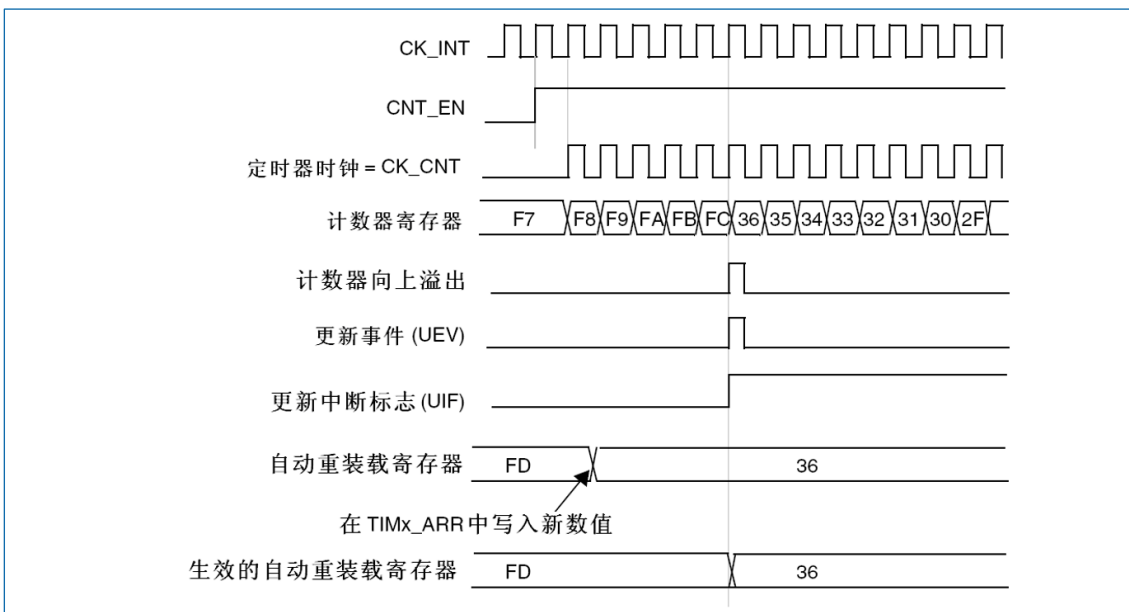 CK_INT
CNT_EN
定时器时钟 = CK_CNT
计数器寄存器 F7 F8 F9 FA FB FC 36 35 34 33 32 31 30 2F
计数器向上溢出
更新事件 (UEV)
更新中断标志 (UIF)
自动重装载寄存器 FD 36
在 TIMx_ARR 中写入新数值
生效的自动重装载寄存器 FD 36